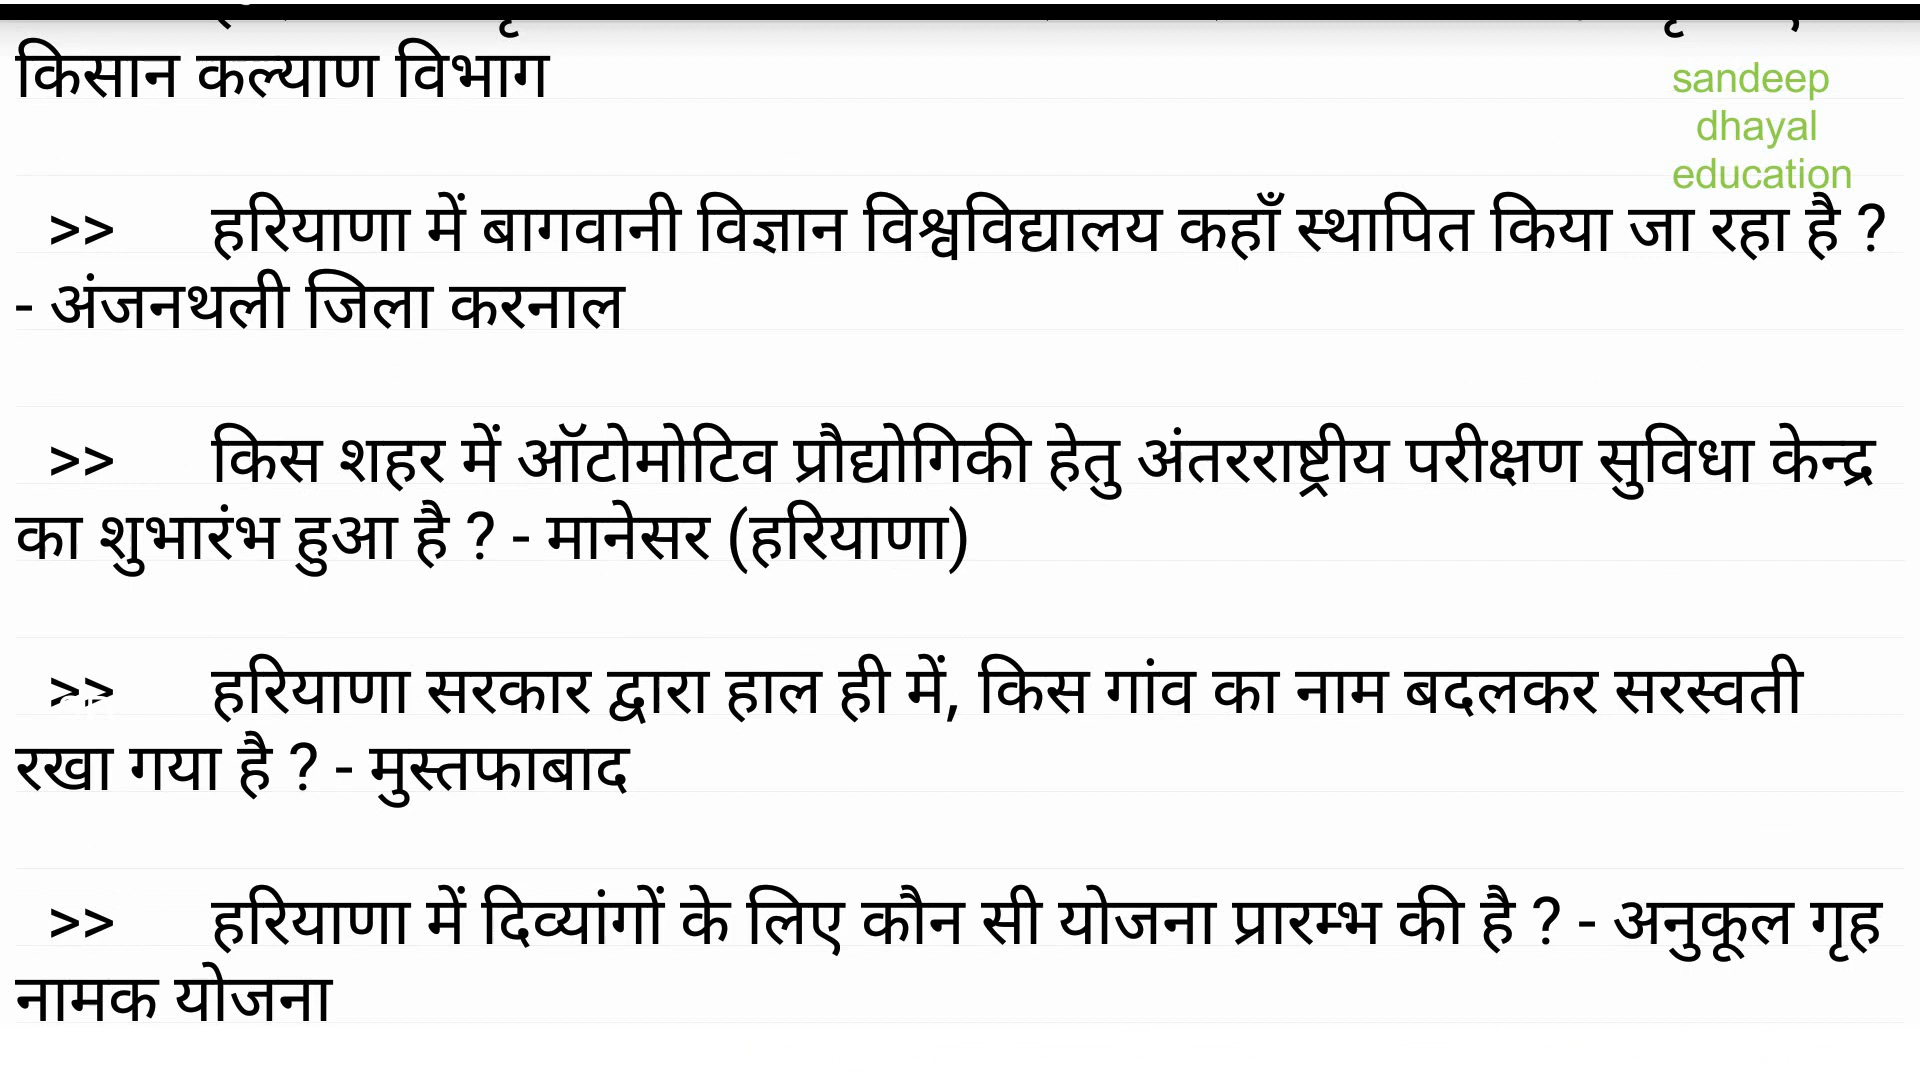 किसान कल्याण विभाग
sandeep
dhayal
education
>> हरियाणा में बागवानी विज्ञान विश्वविद्यालय कहाँ स्थापित किया जा रहा है ?
- अंजनथली जिला करनाल
>> किस शहर में ऑटोमोटिव प्रौद्योगिकी हेतु अंतरराष्ट्रीय परीक्षण सुविधा केन्द्र
का शुभारंभ हुआ है ? - मानेसर (हरियाणा)
>> हरियाणा सरकार द्वारा हाल ही में, किस गांव का नाम बदलकर सरस्वती
रखा गया है ? - मुस्तफाबाद
>> हरियाणा में दिव्यांगों के लिए कौन सी योजना प्रारम्भ की है ? - अनुकूल गृह
नामक योजना